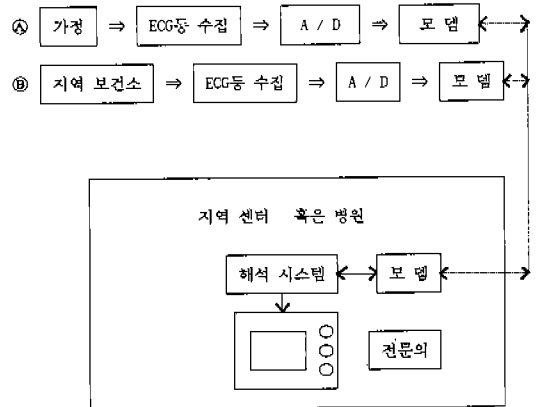 Ⓐ 가정 ⇒ ECG등 수집 ⇒ A / D ⇒ 모 뎀
Ⓑ 지역 보건소 ⇒ ECG등 수집 ⇒ A / D ⇒ 모 뎀
지역 센터 혹은 병원
해석 시스템 모 뎀
전문의